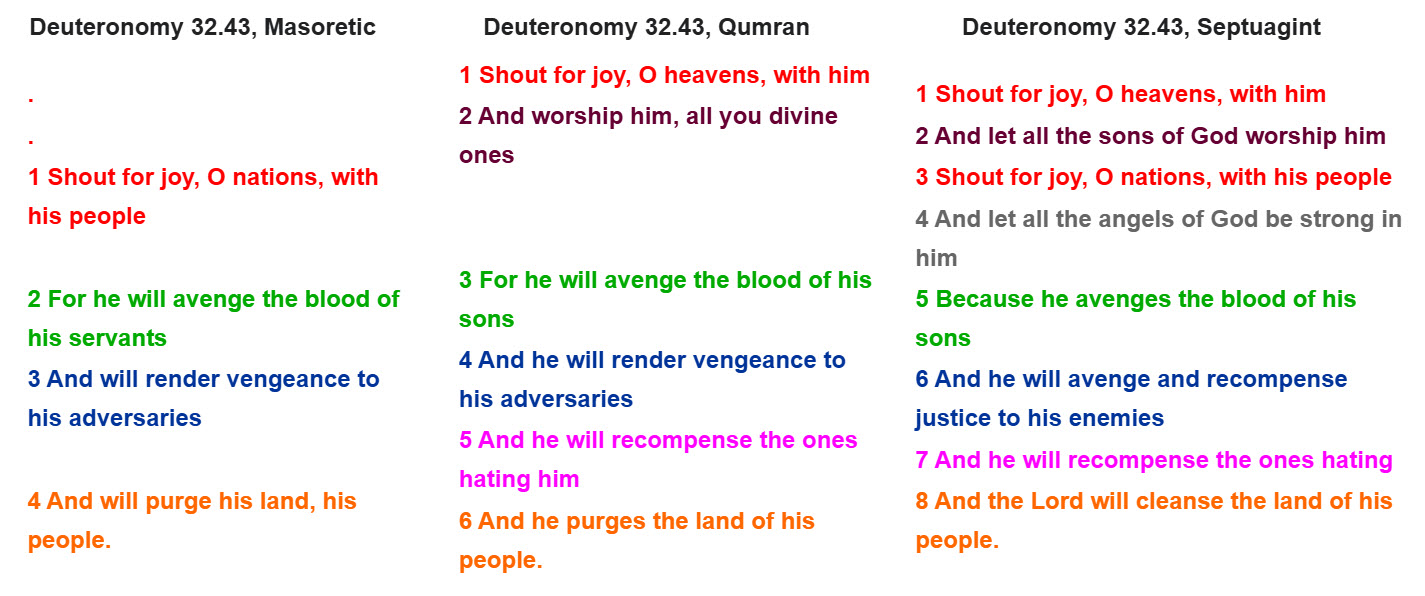 Deuteronomy 32.43, Masoretic
.
.
1 Shout for joy, O nations, with
his people
2 For he will avenge the blood of
his servants
3 And will render vengeance to
his adversaries
4 And will purge his land, his
people.
Deuteronomy 32.43, Qumran
1 Shout for joy, O heavens, with him
2 And worship him, all you divine
ones
3 For he will avenge the blood of his
sons
4 And he will render vengeance to
his adversaries
5 And he will recompense the ones
hating him
6 And he purges the land of his
people.
Deuteronomy 32.43, Septuagint
1 Shout for joy, O heavens, with him
2 And let all the sons of God worship him
3 Shout for joy, O nations, with his people
4 And let all the angels of God be strong in
him
5 Because he avenges the blood of his
sons
6 And he will avenge and recompense
justice to his enemies
7 And he will recompense the ones hating
8 And the Lord will cleanse the land of his
people.